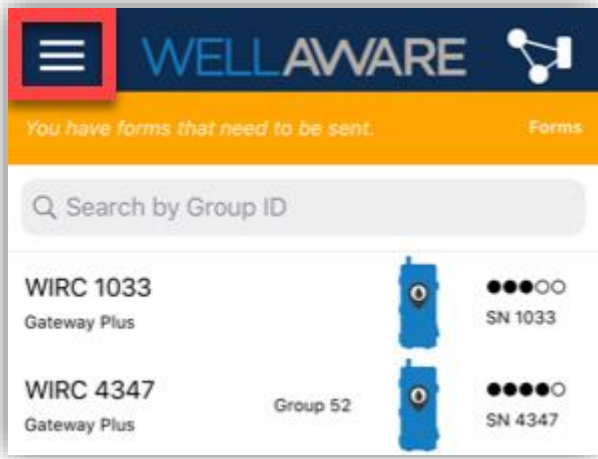 WELLAWARE
You have forms that need to be sent. Forms
Search by Group ID
WIRC 1033
Gateway Plus
SN 1033
WIRC 4347
Gateway Plus
Group 52
SN 4347